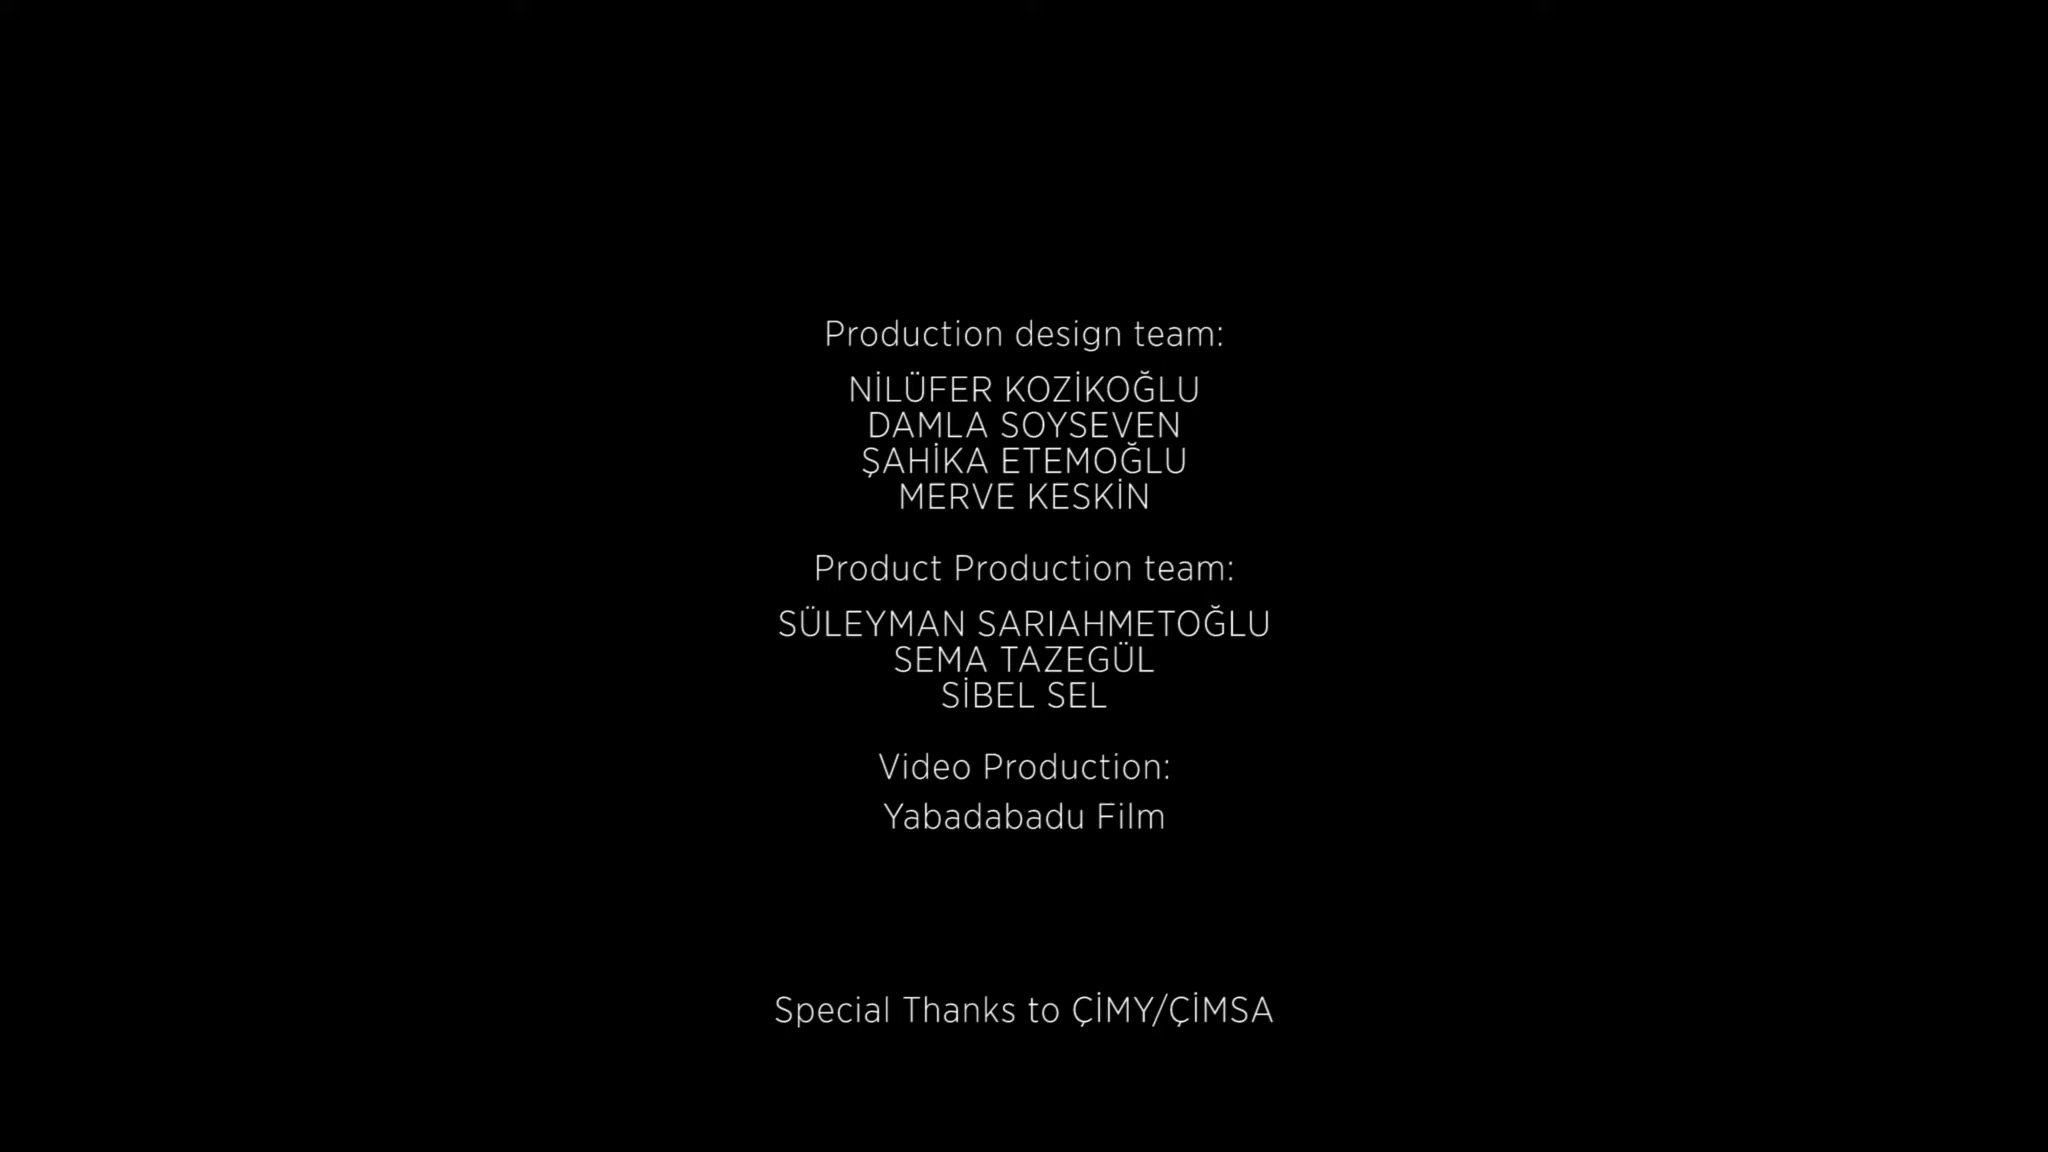 Production design team:
NİLÜFER KOZİKOĞLU
DAMLA SOYSEVEN
ŞAHİKA ETEMOĞLU
MERVE KESKİN
Product Production team:
SÜLEYMAN SARIAHMETOĞLU
SEMA TAZEGÜL
SİBEL SEL
Video Production:
Yabadabadu Film
Special Thanks to ÇİMY/ÇİMSA